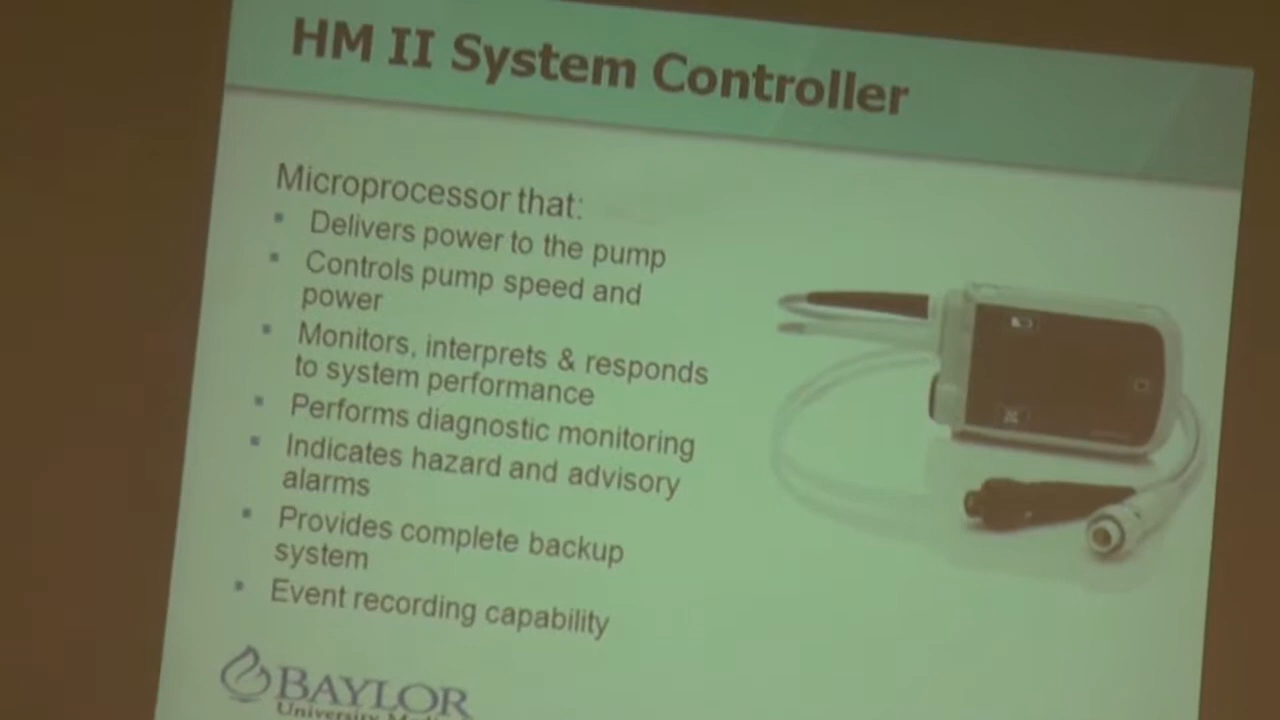 HM II System Controller
Microprocessor that:
▪ Delivers power to the pump
▪ Controls pump speed and
power
▪ Monitors, interprets & responds
to system performance
▪ Performs diagnostic monitoring
▪ Indicates hazard and advisory
alarms
▪ Provides complete backup
system
▪ Event recording capability
BAYLOR
University